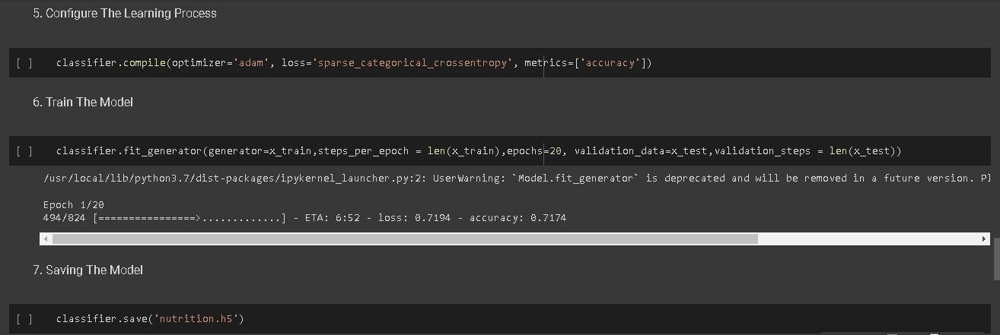 5. Configure The Learning Process
[ ] classifier.compile(optimizer='adam', loss='sparse_categorical_crossentropy', metrics=['accuracy'])
6. Train The Model
[ ] classifier.fit_generator(generator=x_train,steps_per_epoch = len(x_train),epochs=20, validation_data=x_test,validation_steps = len(x_test))
/usr/local/lib/python3.7/dist-packages/ipykernel_launcher.py:2: UserWarning: `Model.fit_generator` is deprecated and will be removed in a future version. Pl
Epoch 1/20
494/824 [================>.............] - ETA: 6:52 - loss: 0.7194 - accuracy: 0.7174
7. Saving The Model
[ ] classifier.save('nutrition.h5')